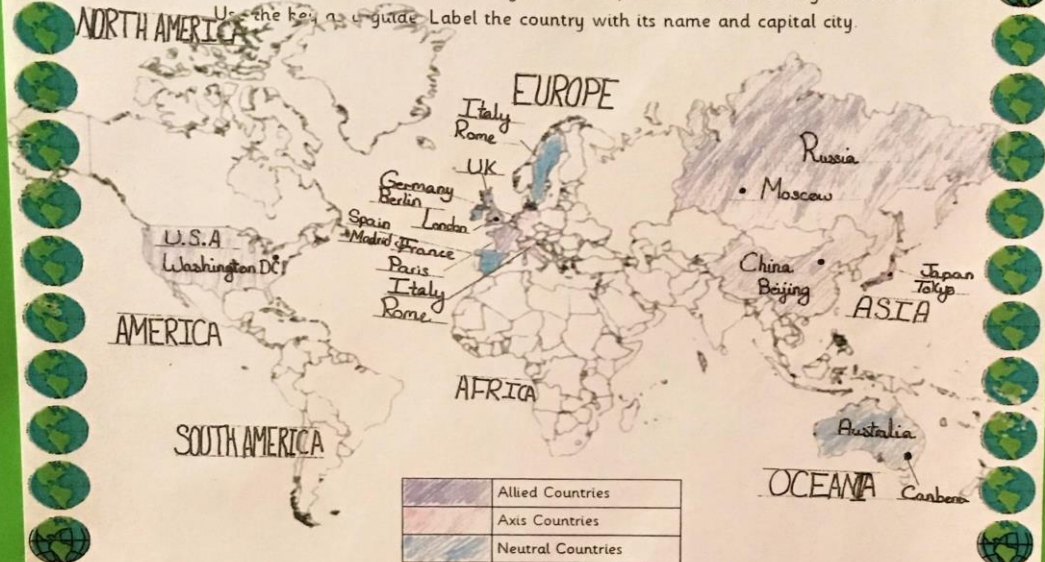 Use the key as a guide. Label the country with its name and capital city.
NORTH AMERICA
EUROPE
Italy
Rome
UK
Germany
Berlin
Spain
London
Madrid
France
Paris
Italy
Rome
Russia
Moscow
U.S.A
Washington DC
China
Beijing
Japan
Tokyo
ASIA
AMERICA
AFRICA
SOUTH AMERICA
Australia
OCEANIA
Canbera
Allied Countries
Axis Countries
Neutral Countries